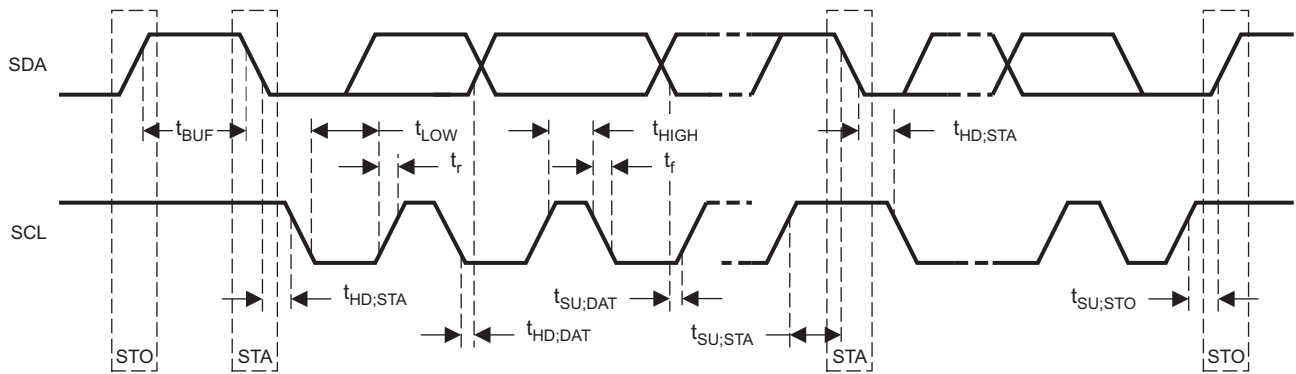 SDA
tBUF
tLOW
tHIGH
tHD;STA
tr
tf
SCL
tHD;STA
tSU;DAT
tSU;STO
tHD;DAT
tSU;STA
STO
STA
STA
STO